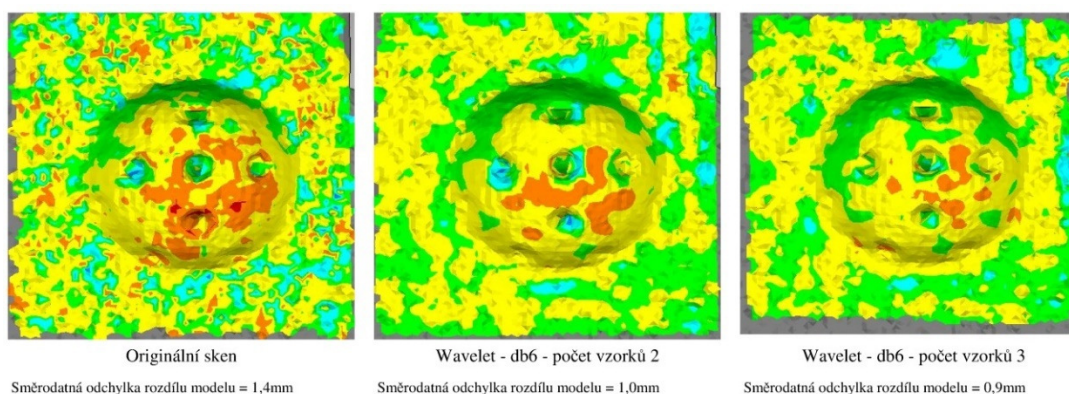 Originální sken
Wavelet - db6 - počet vzorků 2
Wavelet - db6 - počet vzorků 3
Směrodatná odchylka rozdílu modelu = 1,4mm
Směrodatná odchylka rozdílu modelu = 1,0mm
Směrodatná odchylka rozdílu modelu = 0,9mm